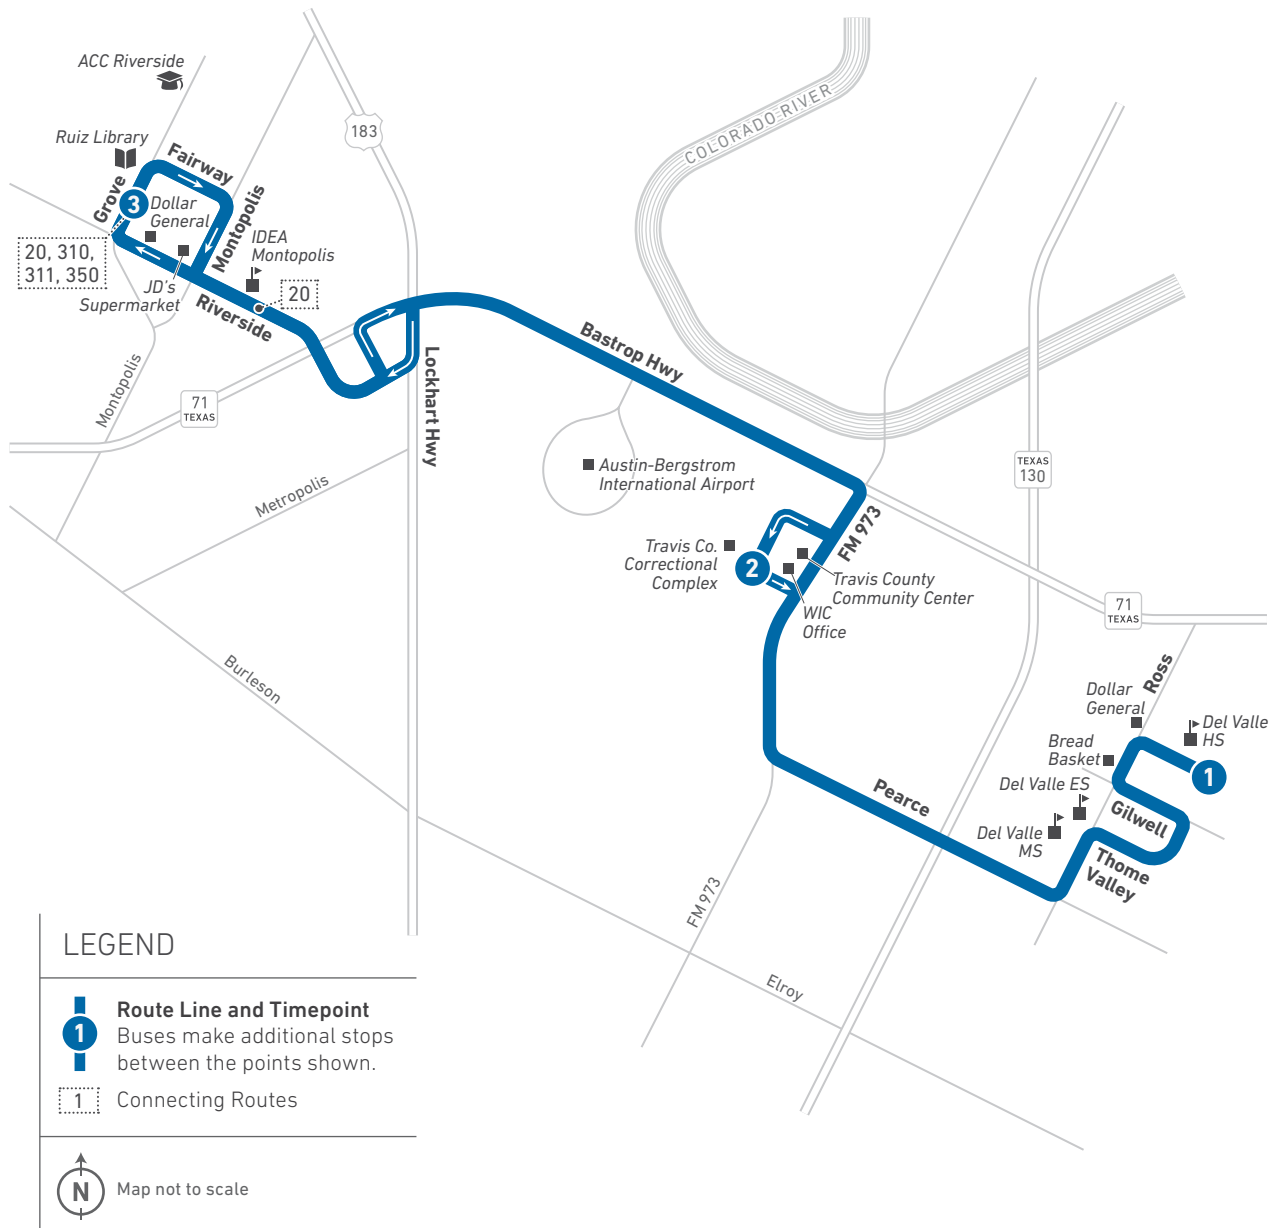 ACC Riverside
Ruiz Library
Fairway
Grove
3
Dollar
General
Montopolis
IDEA
Montopolis
20, 310,
311, 350
JD's
Supermarket
20
Riverside
183
COLORADO RIVER
Montopolis
71
TEXAS
Lockhart Hwy
Bastrop Hwy
Metropolis
Austin-Bergstrom
International Airport
TEXAS
130
FM 973
Travis Co.
Correctional
Complex
2
Travis County
Community Center
WIC
Office
71
TEXAS
Burleson
Ross
Dollar
General
Del Valle
HS
Bread
Basket
1
Del Valle ES
Gilwell
Pearce
Del Valle
MS
Thome
Valley
FM 973
Elroy
LEGEND
1
Route Line and Timepoint
Buses make additional stops
between the points shown.
1
Connecting Routes
N
Map not to scale